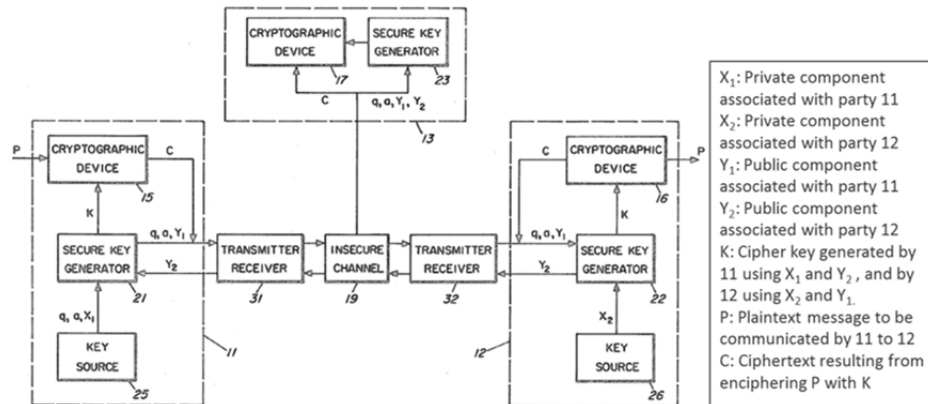 CRYPTOGRAPHIC
DEVICE
17
SECURE KEY
GENERATOR
23
C
q, a, Y1, Y2
13
P
CRYPTOGRAPHIC
DEVICE
15
C
K
SECURE KEY
GENERATOR
21
q, a, Y1
Y2
q, a, X1
KEY
SOURCE
25
11
TRANSMITTER
RECEIVER
31
INSECURE
CHANNEL
19
TRANSMITTER
RECEIVER
32
C
CRYPTOGRAPHIC
DEVICE
16
P
K
q, a, Y1
Y2
SECURE KEY
GENERATOR
22
X2
KEY
SOURCE
26
12
X1: Private component
associated with party 11
X2: Private component
associated with party 12
Y1: Public component
associated with party 11
Y2: Public component
associated with party 12
K: Cipher key generated by
11 using X1 and Y2 , and by
12 using X2 and Y1.
P: Plaintext message to be
communicated by 11 to 12
C: Ciphertext resulting from
enciphering P with K